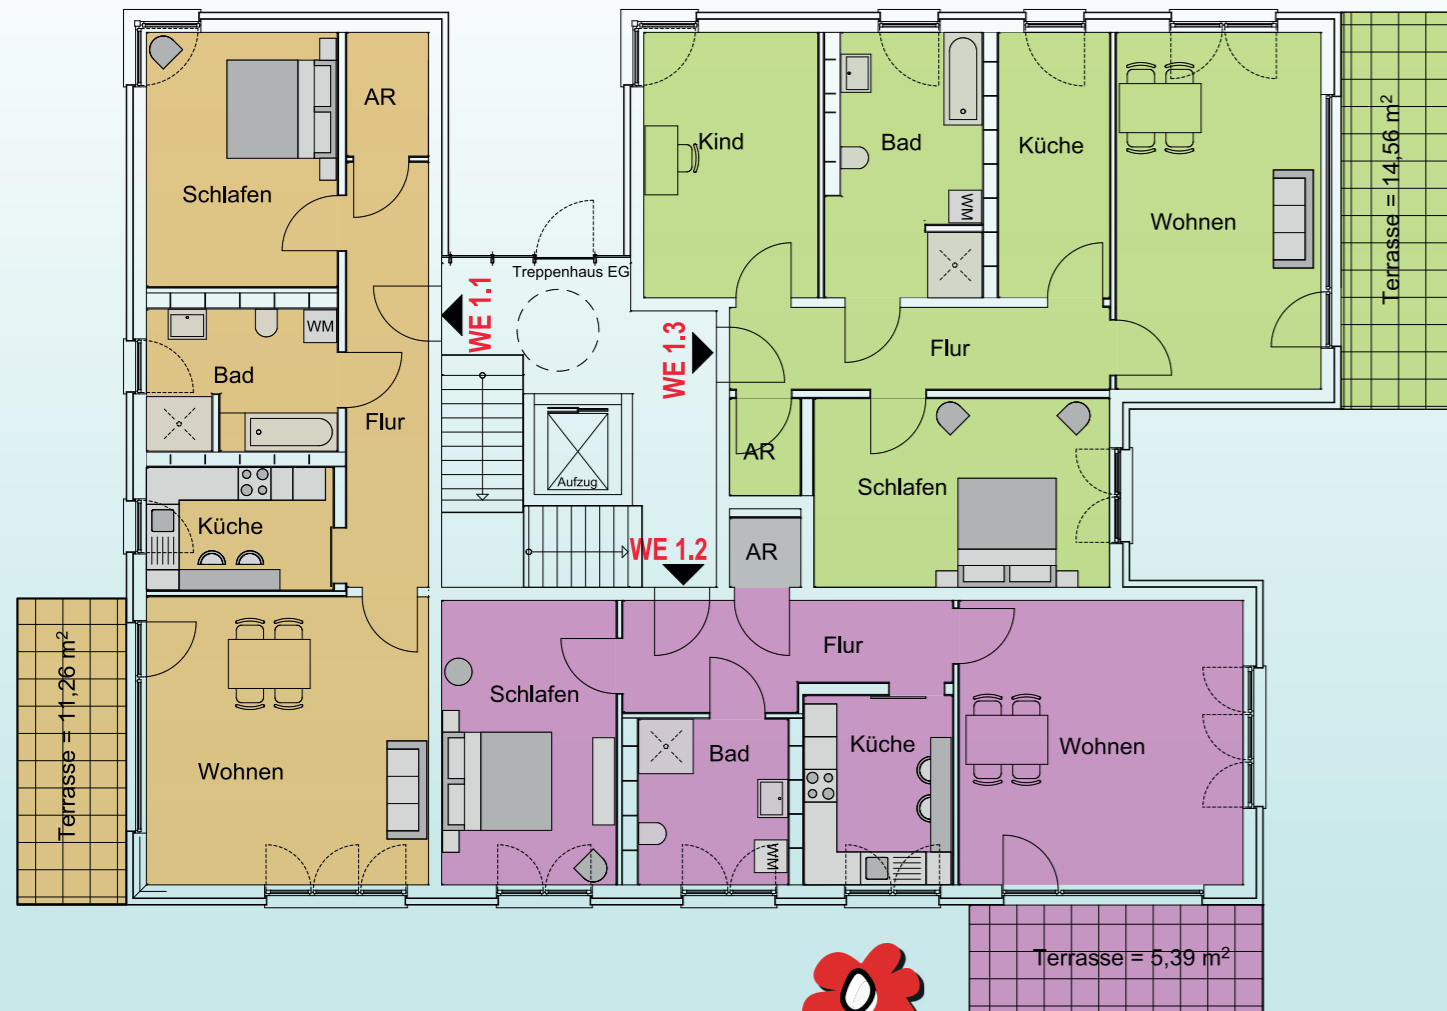 AR
Schlafen
WM
Bad
Flur
Küche
Wohnen
Terrasse = 11,26 m²
Treppenhaus EG
WE 1.1
WE 1.3
WE 1.2
Aufzug
Kind
Bad
WM
Küche
Wohnen
Terrasse = 14,56 m²
Flur
AR
Schlafen
AR
Flur
Schlafen
Bad
WM
Küche
Wohnen
Terrasse = 5,39 m²